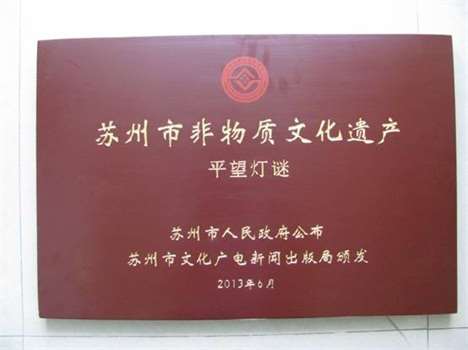 苏州市非物质文化遗产
平望灯谜
苏州市人民政府公布
苏州市文化广电新闻出版局颁发
2013年6月